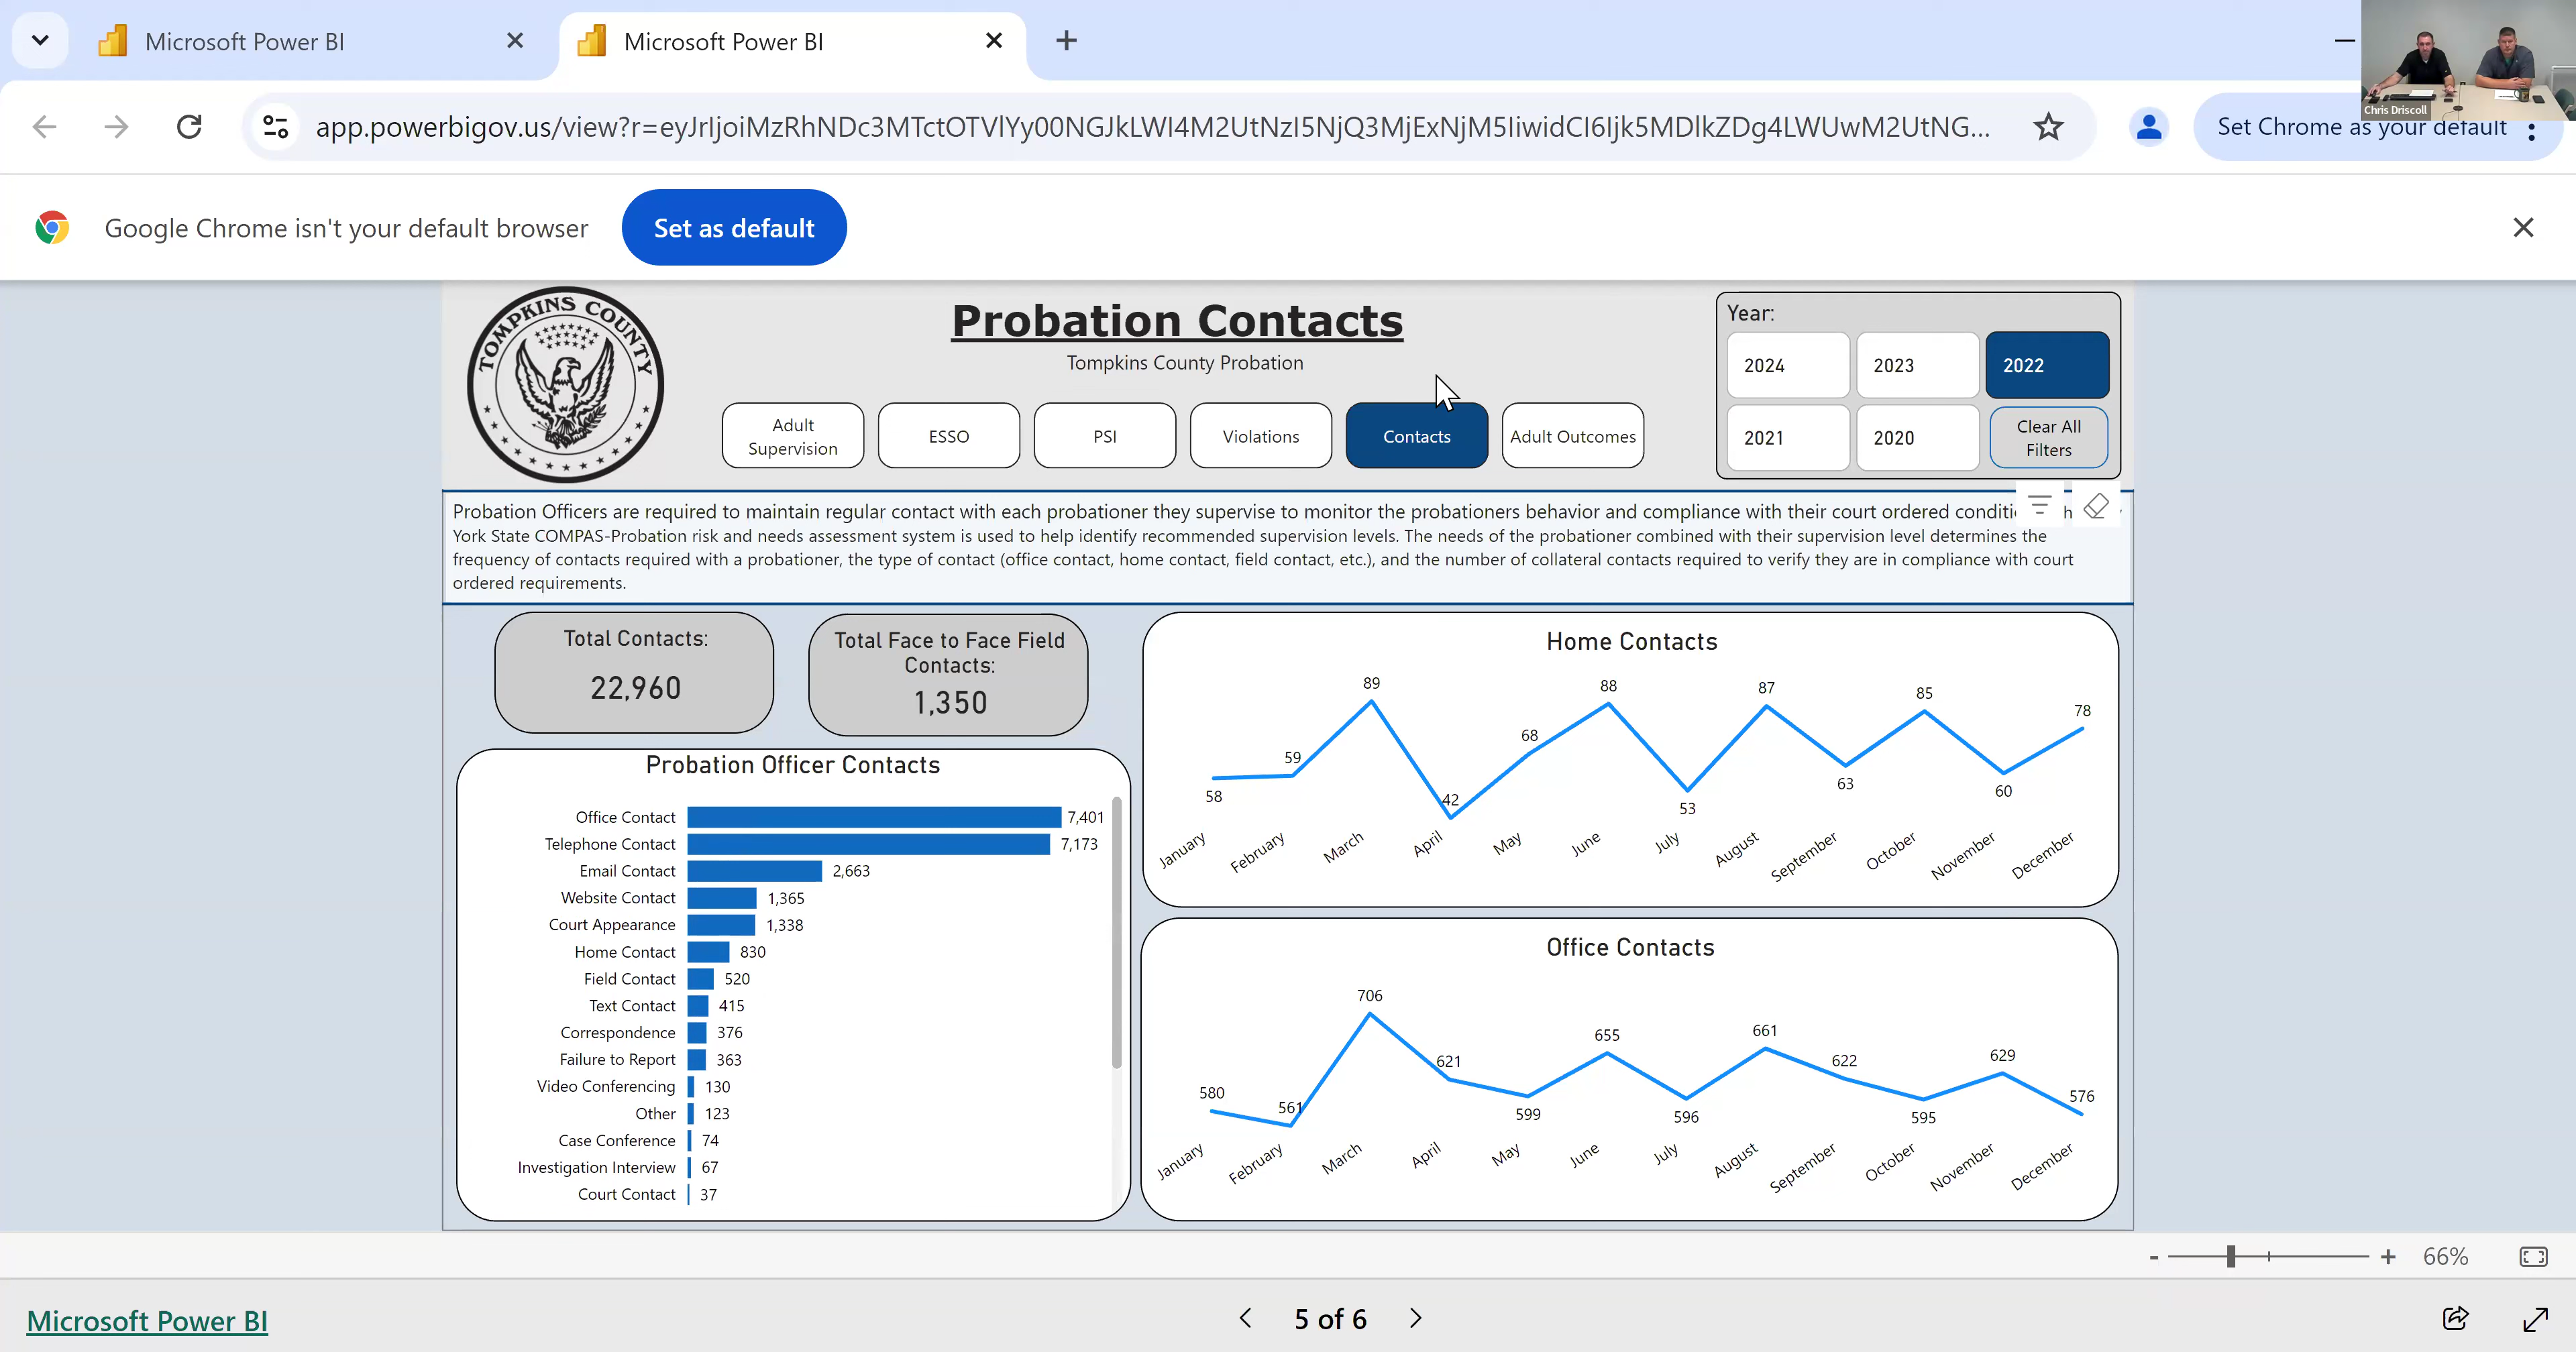 Microsoft Power BI
Microsoft Power BI
Chris Driscoll
app.powerbigov.us/view?r=eyJrIjoiMzRhNDc3MTctOTVlYy00NGJkLWI4M2UtNzI5NjQ3MjExNjM5IiwidCI6Ijk5MDlkZDg4LWUwM2UtNG...
Set Chrome as your default
Google Chrome isn't your default browser
Set as default
TOMPKINS COUNTY
Probation Contacts
Tompkins County Probation
Adult Supervision
ESSO
PSI
Violations
Contacts
Adult Outcomes
Year:
2024
2023
2022
2021
2020
Clear All
Filters
Probation Officers are required to maintain regular contact with each probationer they supervise to monitor the probationers behavior and compliance with their court ordered
York State COMPAS-Probation risk and needs assessment system is used to help identify recommended supervision levels. The needs of the probationer combined with their supervision level determines the
frequency of contacts required with a probationer, the type of contact (office contact, home contact, field contact, etc.), and the number of collateral contacts required to verify they are in compliance with court
ordered requirements.
Total Contacts:
22,960
Total Face to Face Field
Contacts:
1,350
Probation Officer Contacts
Office Contact 7,401
Telephone Contact 7,173
Email Contact 2,663
Website Contact 1,365
Court Appearance 1,338
Home Contact 830
Field Contact 520
Text Contact 415
Correspondence 376
Failure to Report 363
Video Conferencing 130
Other 123
Case Conference 74
Investigation Interview 67
Court Contact 37
Home Contacts
58 59 89 42 68 88 53 87 63 85 60 78
January February March April May June July August September October November December
Office Contacts
580 561 706 621 599 655 596 661 622 595 629 576
January February March April May June July August September October November December
- + 66%
Microsoft Power BI
5 of 6